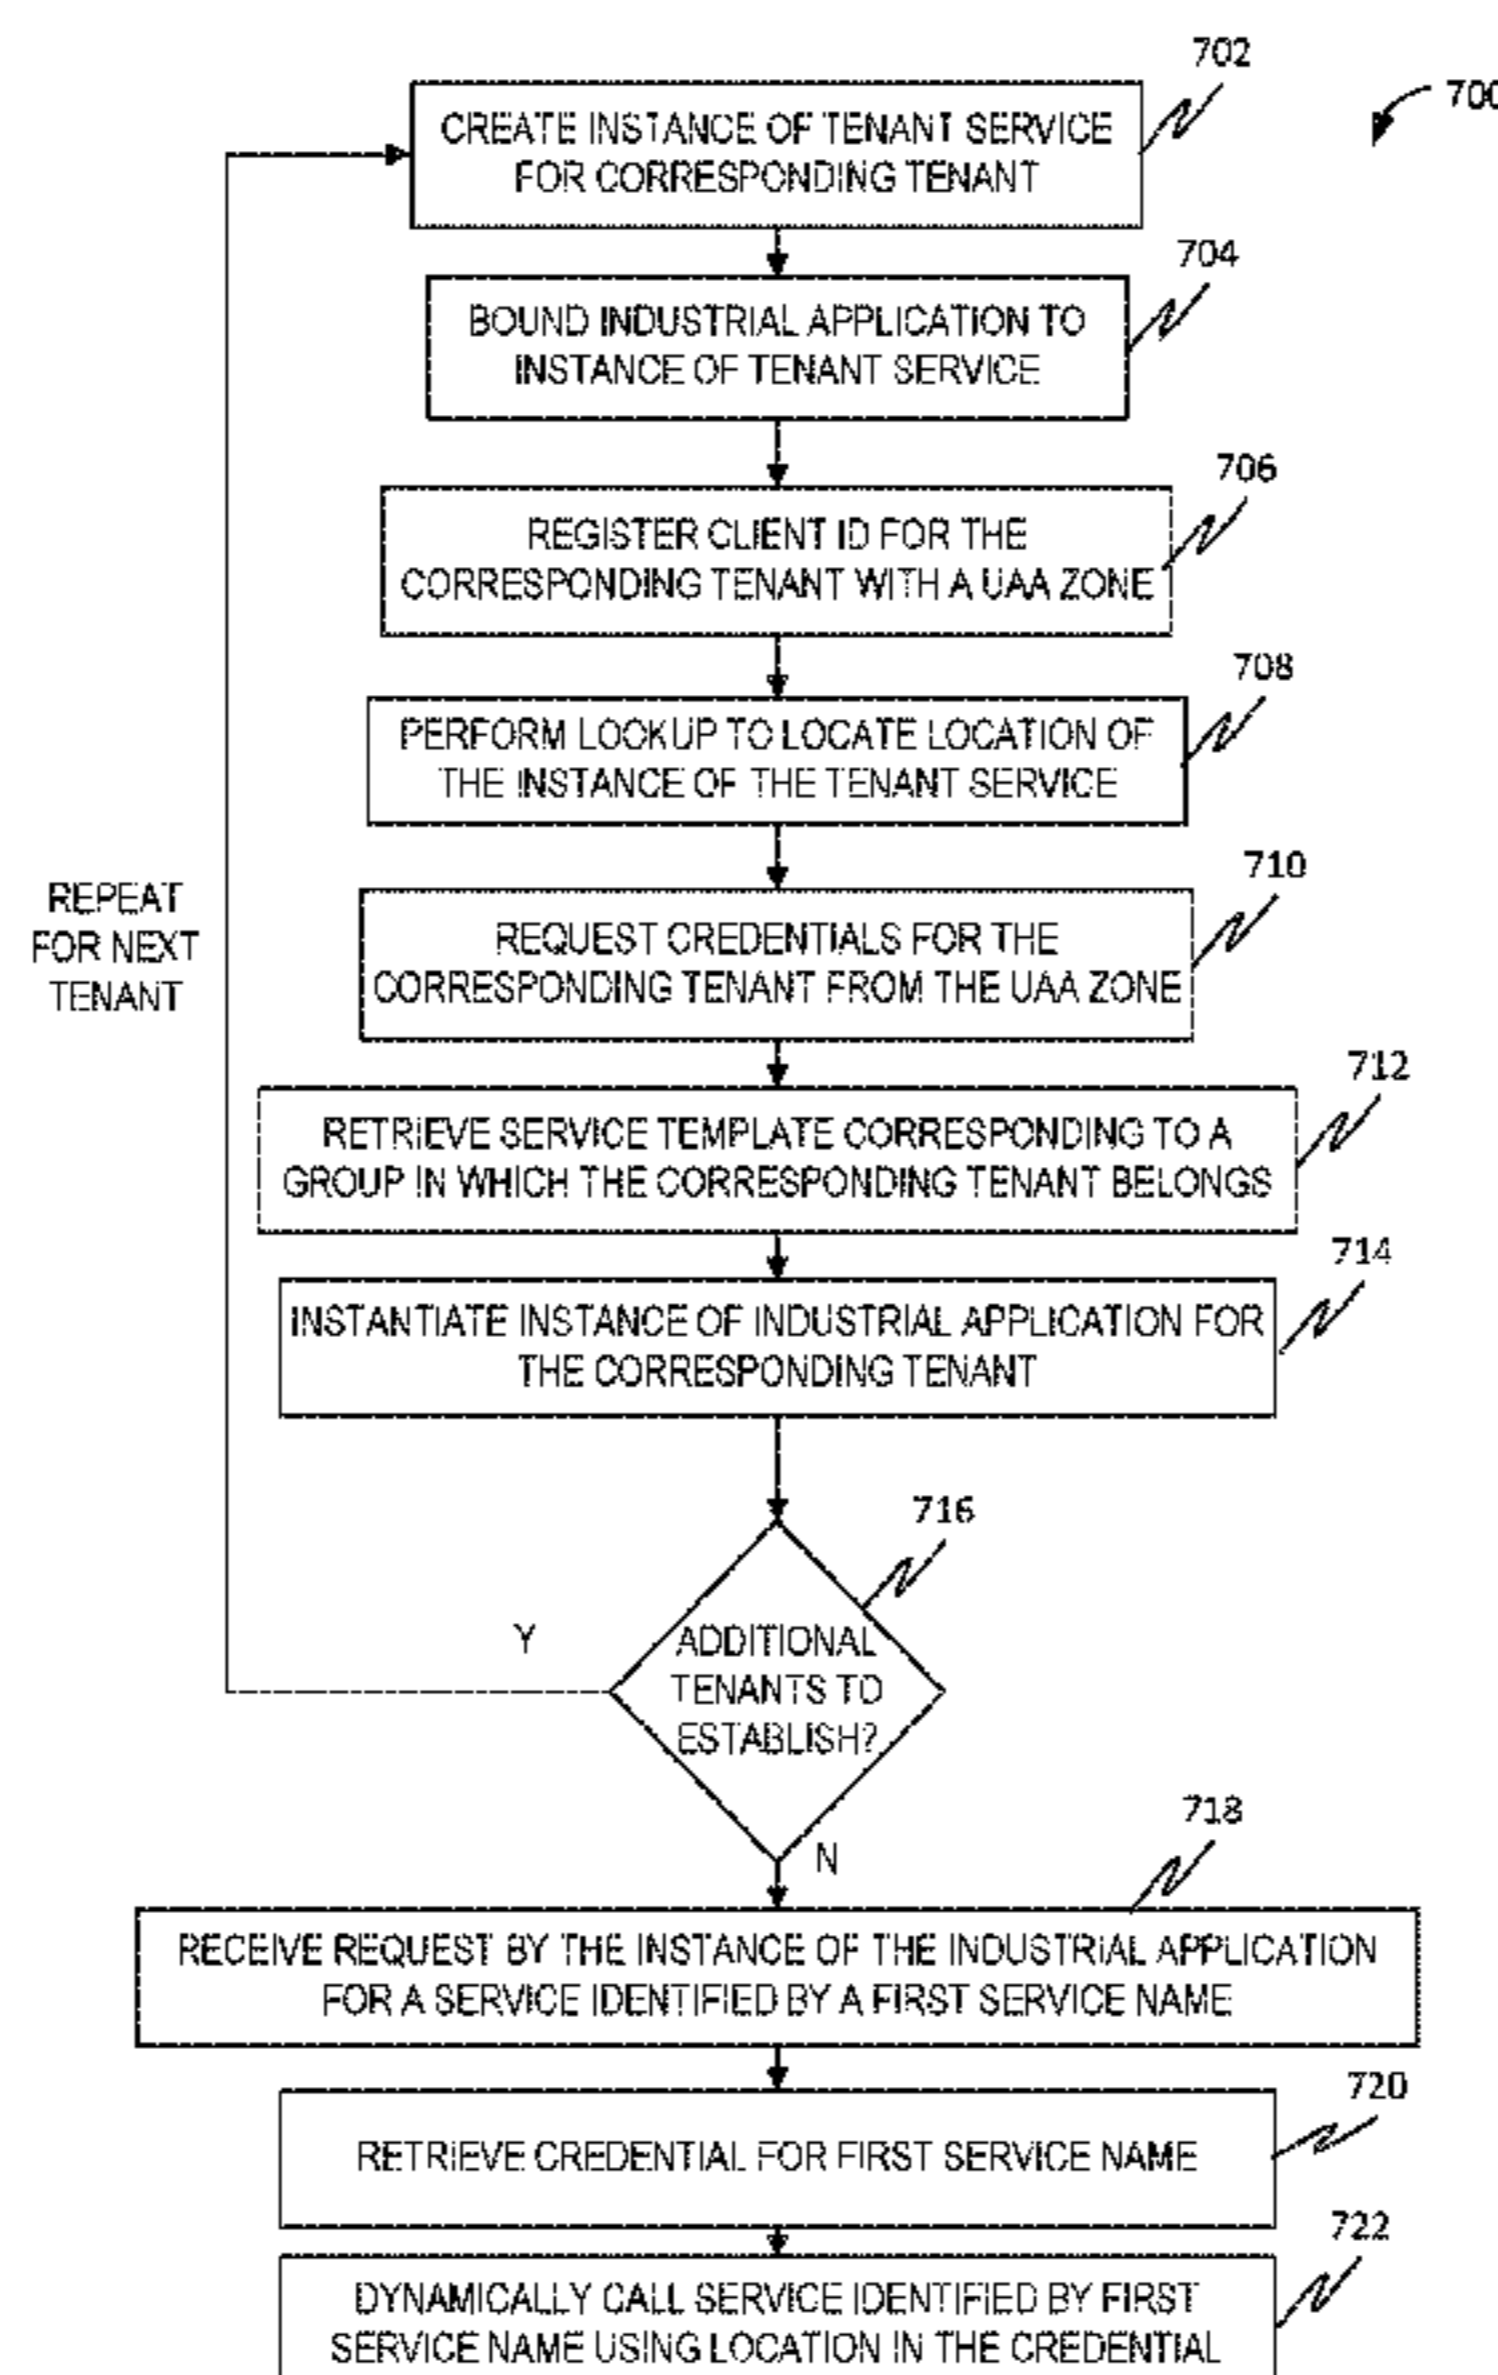 702
700
CREATE INSTANCE OF TENANT SERVICE
FOR CORRESPONDING TENANT
704
BOUND INDUSTRIAL APPLICATION TO
INSTANCE OF TENANT SERVICE
706
REGISTER CLIENT ID FOR THE
CORRESPONDING TENANT WITH A UAA ZONE
708
PERFORM LOOKUP TO LOCATE LOCATION OF
THE INSTANCE OF THE TENANT SERVICE
710
REPEAT
FOR NEXT
TENANT
REQUEST CREDENTIALS FOR THE
CORRESPONDING TENANT FROM THE UAA ZONE
712
RETRIEVE SERVICE TEMPLATE CORRESPONDING TO A
GROUP IN WHICH THE CORRESPONDING TENANT BELONGS
714
INSTANTIATE INSTANCE OF INDUSTRIAL APPLICATION FOR
THE CORRESPONDING TENANT
716
Y
ADDITIONAL
TENANTS TO
ESTABLISH?
N
718
RECEIVE REQUEST BY THE INSTANCE OF THE INDUSTRIAL APPLICATION
FOR A SERVICE IDENTIFIED BY A FIRST SERVICE NAME
720
RETRIEVE CREDENTIAL FOR FIRST SERVICE NAME
722
DYNAMICALLY CALL SERVICE IDENTIFIED BY FIRST
SERVICE NAME USING LOCATION IN THE CREDENTIAL